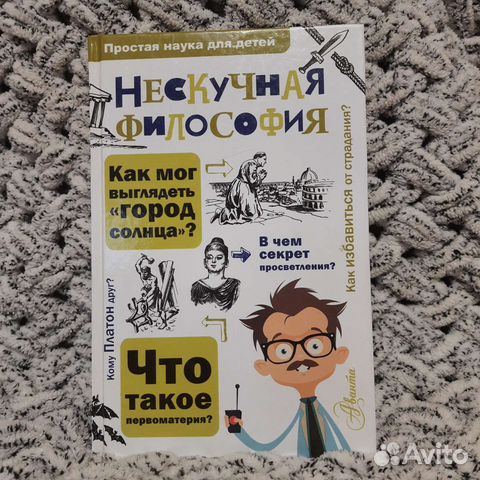 Простая наука для детей
Нескучная
философия
Как мог
выглядеть
«город
солнца»?
Как избавиться от страдания?
В чем
секрет
просветления?
Кому Платон друг?
Что
такое
первоматерия?
Аванта
Avito